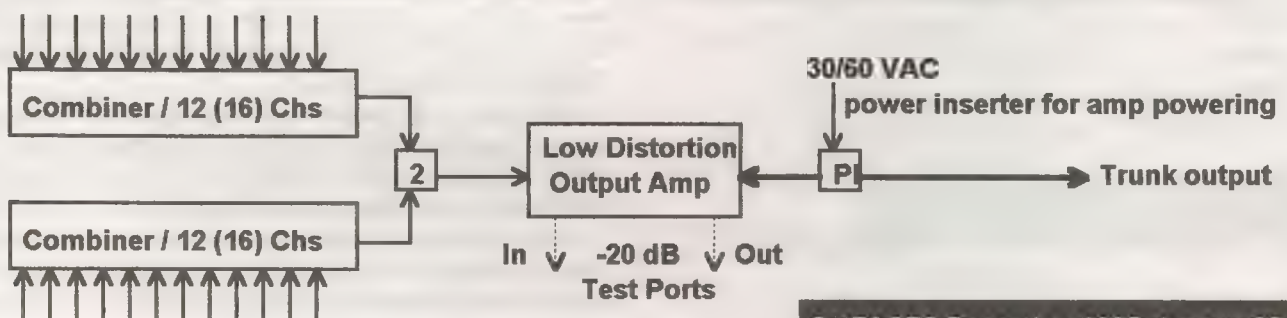 Combiner / 12 (16) Chs
30/60 VAC
power inserter for amp powering
2
Low Distortion
Output Amp
PI
Trunk output
Combiner / 12 (16) Chs
In -20 dB Out
Test Ports